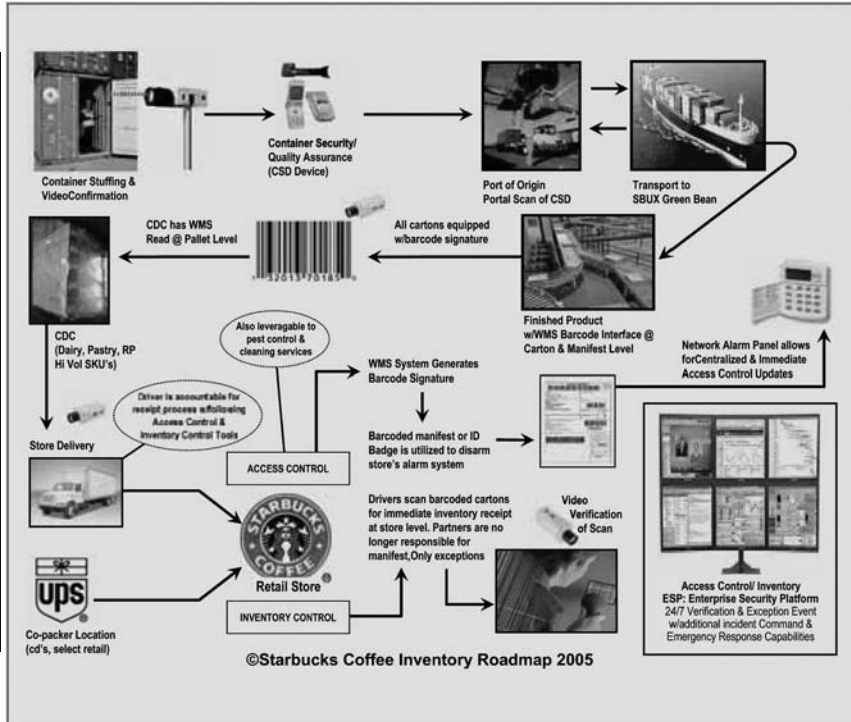 Container Stuffing &
VideoConfirmation
Container Security/
Quality Assurance
(CSD Device)
Port of Origin
Portal Scan of CSD
Transport to
SBUX Green Bean
CDC has WMS
Read @ Pallet Level
All cartons equipped
w/barcode signature
32013 70185
Finished Product
w/WMS Barcode Interface @
Carton & Manifest Level
Network Alarm Panel allows
forCentralized & Immediate
Access Control Updates
CDC
(Dairy, Pastry, RP
Hi Vol SKU's)
Also leveragable to
pest control &
cleaning services
WMS System Generates
Barcode Signature
Driver is accountable for
receipt process w/following
Access Control &
Inventory Control Tools
Store Delivery
Barcoded manifest or ID
Badge is utilized to disarm
store's alarm system
ACCESS CONTROL
STARBUCKS
COFFEE
Retail Store ®
Drivers scan barcoded cartons
for immediate inventory receipt
at store level. Partners are no
longer responsible for
manifest,Only exceptions
Video
Verification
of Scan
ups
Co-packer Location
(cd's, select retail)
INVENTORY CONTROL
Access Control/ Inventory
ESP: Enterprise Security Platform
24/7 Verification & Exception Event
w/additional incident Command &
Emergency Response Capabilities
©Starbucks Coffee Inventory Roadmap 2005